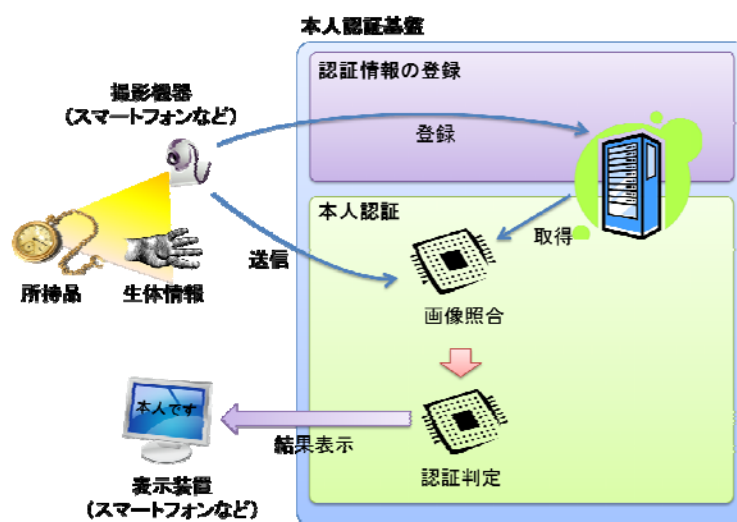 本人認証基盤
認証情報の登録
撮影機器
(スマートフォンなど)
登録
本人認証
取得
送信
所持品
生体情報
画像照合
本人です
結果表示
認証判定
表示装置
(スマートフォンなど)